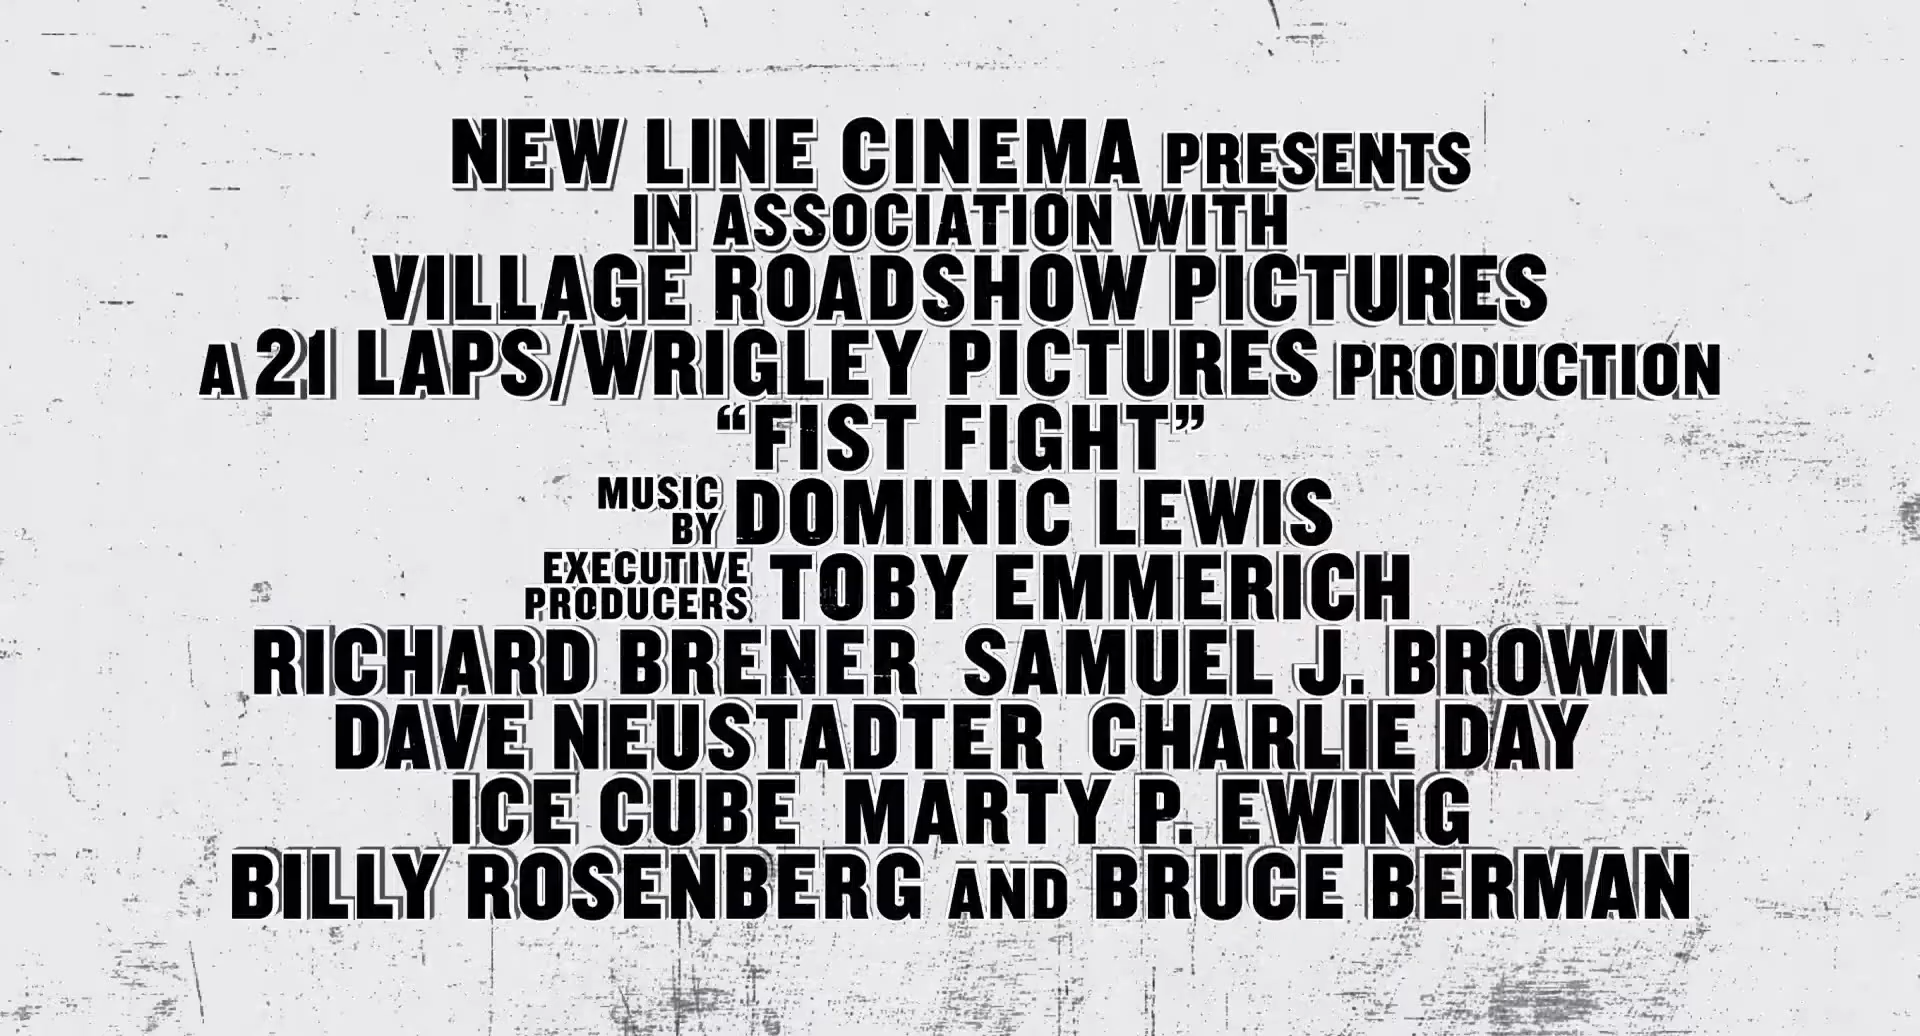 NEW LINE CINEMA PRESENTS
IN ASSOCIATION WITH
VILLAGE ROADSHOW PICTURES
A 21 LAPS/WRIGLEY PICTURES PRODUCTION
“FIST FIGHT”
MUSIC BY DOMINIC LEWIS
EXECUTIVE PRODUCERS TOBY EMMERICH
RICHARD BRENER SAMUEL J. BROWN
DAVE NEUSTADTER CHARLIE DAY
ICE CUBE MARTY P. EWING
BILLY ROSENBERG AND BRUCE BERMAN